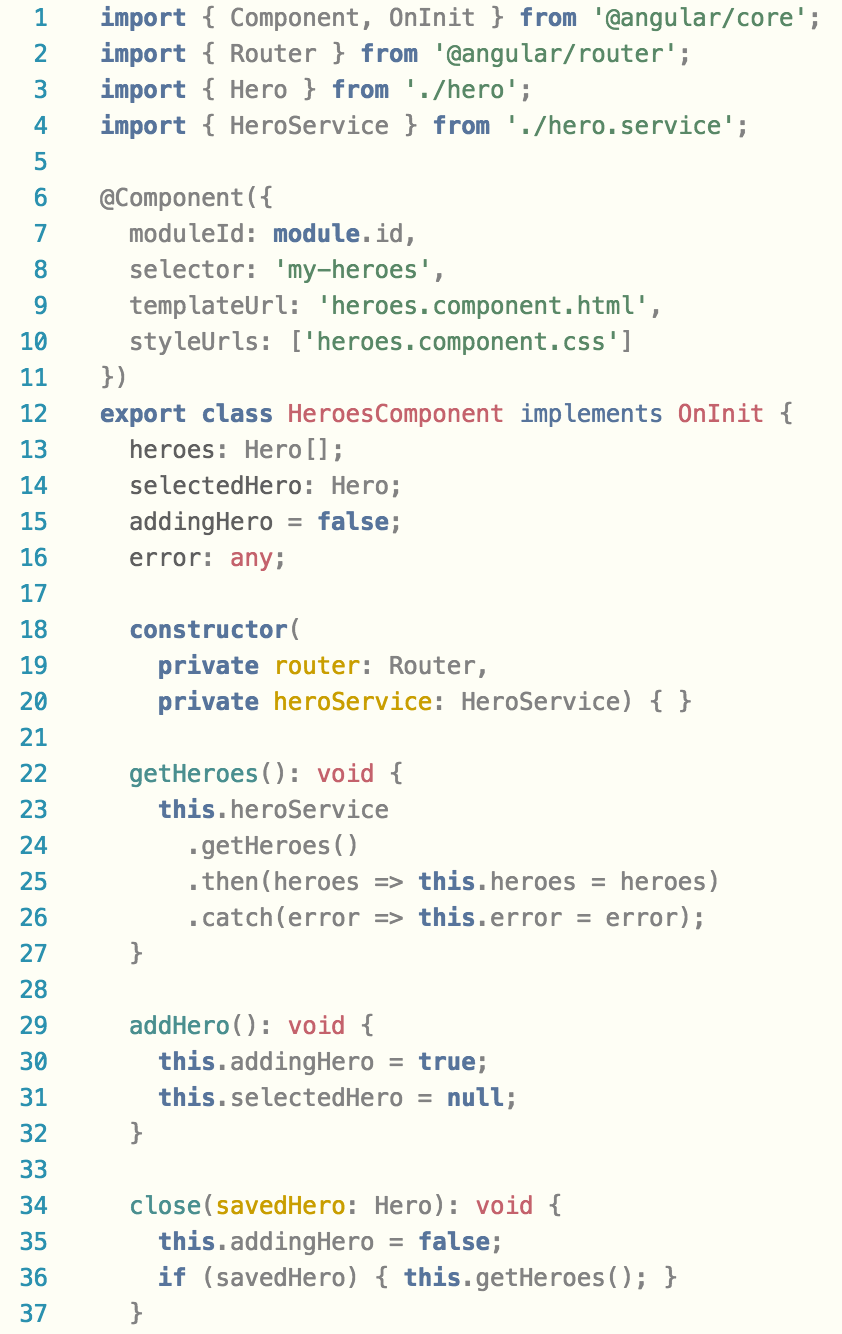 1 import { Component, OnInit } from '@angular/core';
2 import { Router } from '@angular/router';
3 import { Hero } from './hero';
4 import { HeroService } from './hero.service';
5
6 @Component({
7   moduleId: module.id,
8   selector: 'my-heroes',
9   templateUrl: 'heroes.component.html',
10   styleUrls: ['heroes.component.css']
11 })
12 export class HeroesComponent implements OnInit {
13   heroes: Hero[];
14   selectedHero: Hero;
15   addingHero = false;
16   error: any;
17
18   constructor(
19     private router: Router,
20     private heroService: HeroService) { }
21
22   getHeroes(): void {
23     this.heroService
24       .getHeroes()
25       .then(heroes => this.heroes = heroes)
26       .catch(error => this.error = error);
27   }
28
29   addHero(): void {
30     this.addingHero = true;
31     this.selectedHero = null;
32   }
33
34   close(savedHero: Hero): void {
35     this.addingHero = false;
36     if (savedHero) { this.getHeroes(); }
37   }